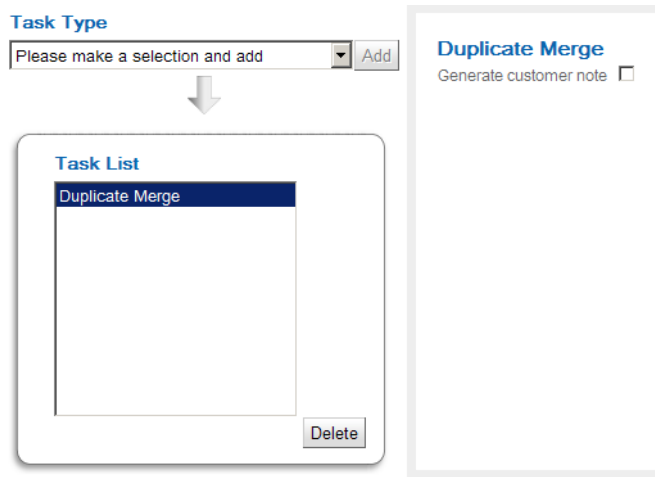 Task Type
Please make a selection and add
Add
Task List
Duplicate Merge
Delete
Duplicate Merge
Generate customer note